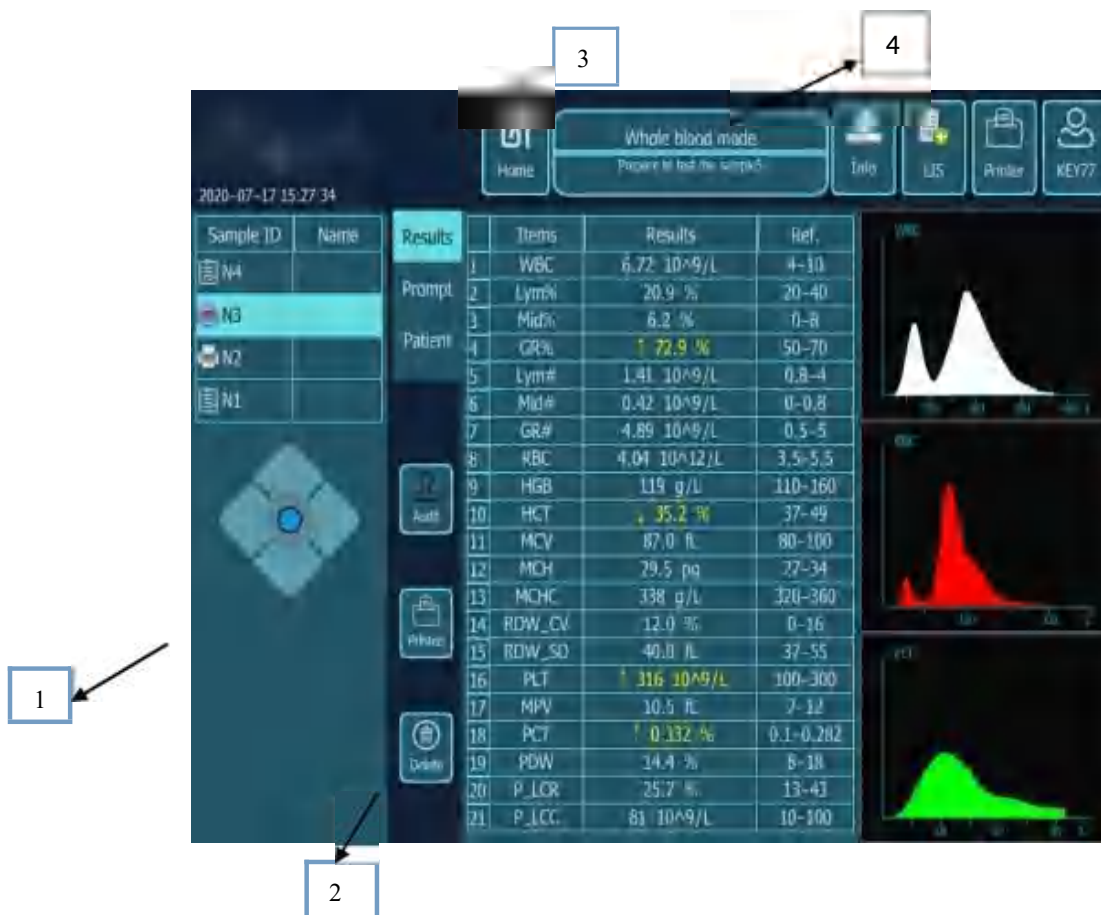 3
4
Whole blood mode
Home Info LIS Printer KEY77
2020-07-17 15:27:34
Sample ID Name
N4
N3
N2
N1
Results
Prompt
Patient
Audit
Printer
Delete
Items Results Ref.
1 WBC 6.72 10^9/L 4-10
2 Lym% 20.9 % 20-40
3 Mid% 6.2 % 0-8
4 GR% ↑ 72.9 % 50-70
5 Lym# 1.41 10^9/L 0.8-4
6 Mid# 0.42 10^9/L 0-0.8
7 GR# 4.89 10^9/L 0.5-5
8 RBC 4.04 10^12/L 3.5-5.5
9 HGB 119 g/L 110-160
10 HCT ↓ 35.2 % 37-49
11 MCV 87.0 fL 80-100
12 MCH 29.5 pg 27-34
13 MCHC 338 g/L 320-360
14 RDW_CV 12.0 % 0-16
15 RDW_SD 40.0 fL 37-55
16 PLT ↑ 316 10^9/L 100-300
17 MPV 10.5 fL 7-12
18 PCT ↑ 0.332 % 0.1-0.282
19 PDW 14.4 % 8-18
20 P_LCR 25.7 % 13-43
21 P_LCC 81 10^9/L 10-100
WBC
RBC
1
2